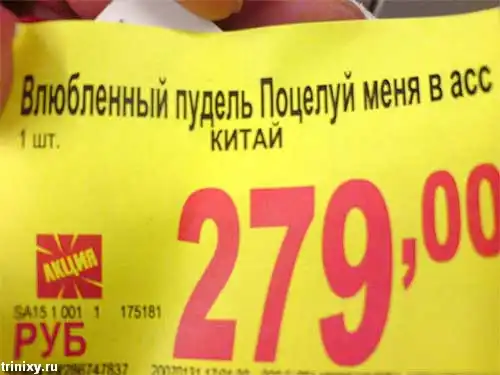 Влюбленный пудель Поцелуй меня в асс
1 шт. КИТАЙ
279,00
АКЦИЯ
SA15 1 001 1 175181
РУБ
trinixy.ru